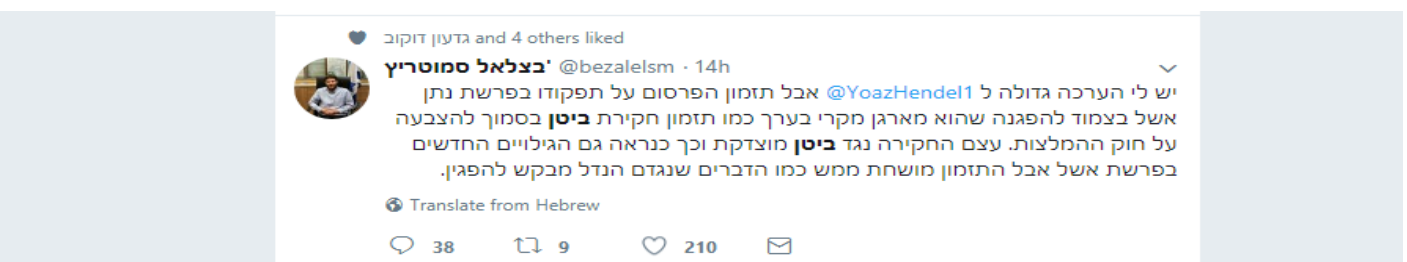 גדעון דוקוב and 4 others liked
בצלאל סמוטריץ' @bezalelsm · 14h
יש לי הערכה גדולה ל @YoazHendel1 אבל תזמון הפרסום על תפקודו בפרשת נתן
אשל בצמוד להפגנה שהוא מארגן מקרי בערך כמו תזמון חקירת ביטן בסמוך להצבעה
על חוק ההמלצות. עצם החקירה נגד ביטן מוצדקת וכך כנראה גם הגילויים החדשים
בפרשת אשל אבל התזמון מושחת ממש כמו הדברים שנגדם הנדל מבקש להפגין.
Translate from Hebrew
38 9 210